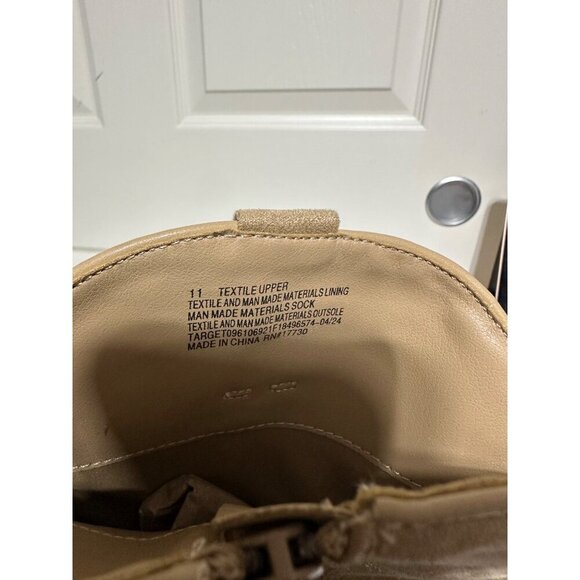 11 TEXTILE UPPER
TEXTILE AND MAN MADE MATERIALS LINING
MAN MADE MATERIALS SOCK
TEXTILE AND MAN MADE MATERIALS OUTSOLE
TARGET096106921F18496574-04/24
MADE IN CHINA RN#17730